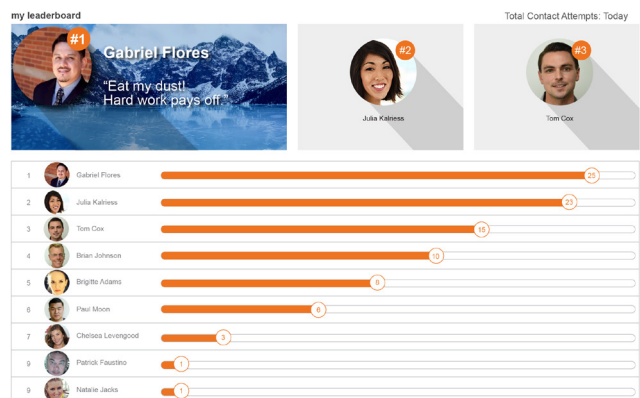 my leaderboard
Total Contact Attempts: Today
#1
Gabriel Flores
“Eat my dust!
Hard work pays off.”
#2
Julia Kalness
#3
Tom Cox
1 Gabriel Flores 25
2 Julia Kalness 23
3 Tom Cox 15
4 Brian Johnson 10
5 Brigitte Adams 8
6 Paul Moon 6
7 Chelsea Levengood 3
9 Patrick Faustino 1
9 Natalie Jacks 1